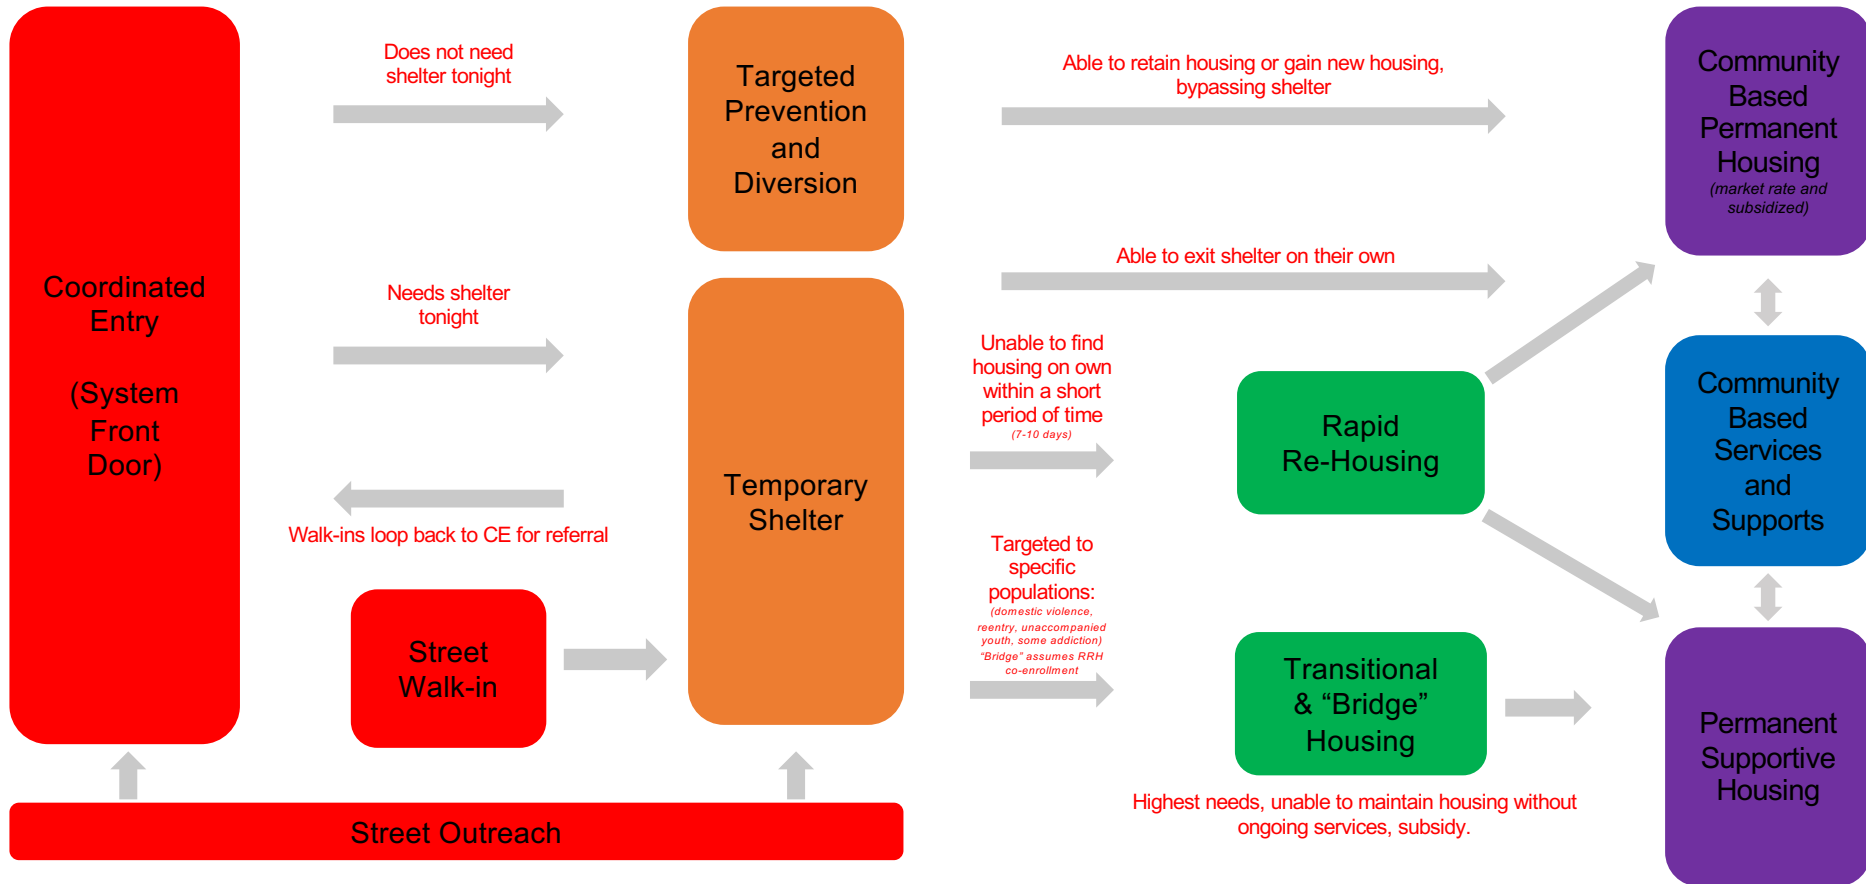 Coordinated
Entry
(System
Front
Door)
Does not need
shelter tonight
Needs shelter
tonight
Walk-ins loop back to CE for referral
Street
Walk-in
Street Outreach
Targeted
Prevention
and
Diversion
Temporary
Shelter
Able to retain housing or gain new housing,
bypassing shelter
Able to exit shelter on their own
Unable to find
housing on own
within a short
period of time
(7-10 days)
Targeted to
specific
populations:
(domestic violence,
reentry, unaccompanied
youth, some addiction)
“Bridge” assumes RRH
co-enrollment
Rapid
Re-Housing
Transitional
& “Bridge”
Housing
Highest needs, unable to maintain housing without
ongoing services, subsidy.
Community
Based
Permanent
Housing
(market rate and
subsidized)
Community
Based
Services
and
Supports
Permanent
Supportive
Housing